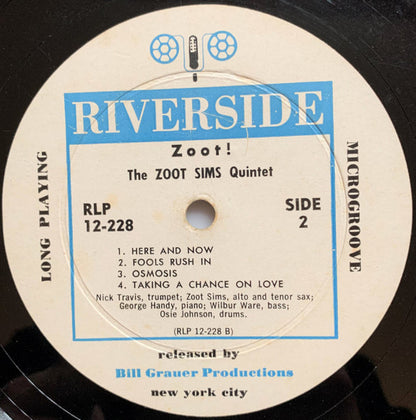 RIVERSIDE
Zoot!
The ZOOT SIMS Quintet
LONG PLAYING
MICROGROOVE
RLP
12-228
SIDE
2
1. HERE AND NOW
2. FOOLS RUSH IN
3. OSMOSIS
4. TAKING A CHANCE ON LOVE
Nick Travis, trumpet; Zoot Sims, alto and tenor sax;
George Handy, piano; Wilbur Ware, bass;
Osie Johnson, drums.
(RLP 12-228 B)
released by
Bill Grauer Productions
new york city